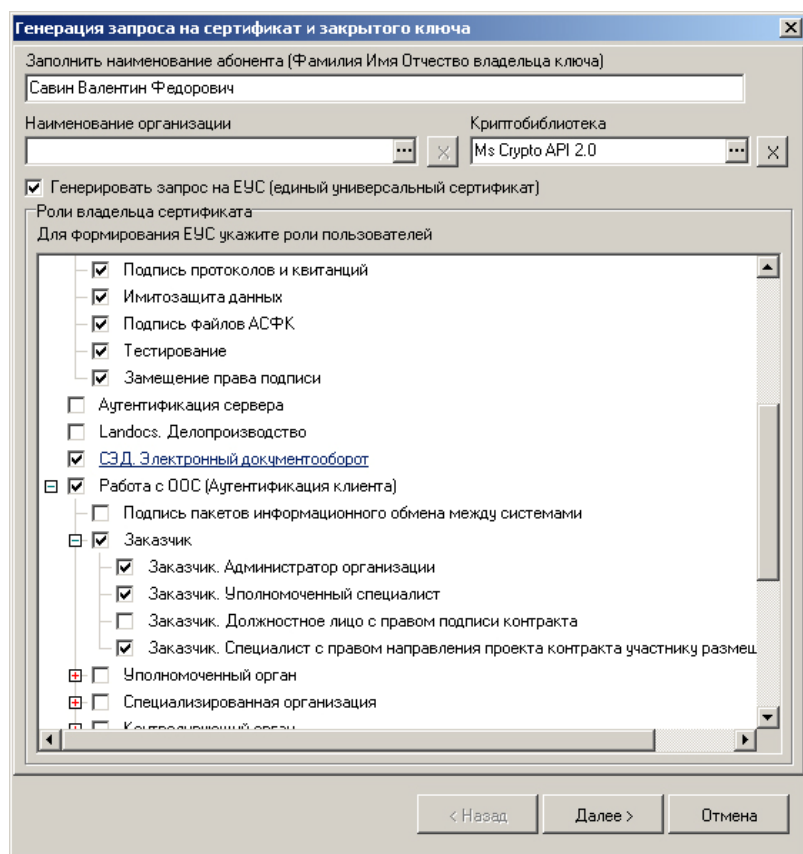 Генерация запроса на сертификат и закрытого ключа
Заполнить наименование абонента (Фамилия Имя Отчество владельца ключа)
Савин Валентин Федорович
Наименование организации
Криптобиблиотека
Ms Crypto API 2.0
Генерировать запрос на ЕУС (единый универсальный сертификат)
Роли владельца сертификата
Для формирования ЕУС укажите роли пользователей
Подпись протоколов и квитанций
Имитозащита данных
Подпись файлов АСФК
Тестирование
Замещение права подписи
Аутентификация сервера
Landocs. Делопроизводство
СЭД. Электронный документооборот
Работа с ООС (Аутентификация клиента)
Подпись пакетов информационного обмена между системами
Заказчик
Заказчик. Администратор организации
Заказчик. Уполномоченный специалист
Заказчик. Должностное лицо с правом подписи контракта
Заказчик. Специалист с правом направления проекта контракта участнику размещ
Уполномоченный орган
Специализированная организация
Контролирующий орган
< Назад
Далее >
Отмена